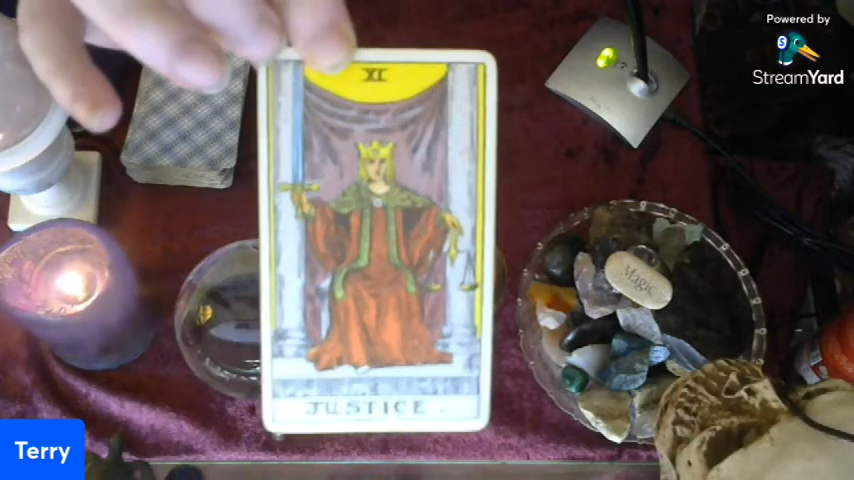 Powered by
StreamYard
XI
Magic
JUSTICE.
Terry